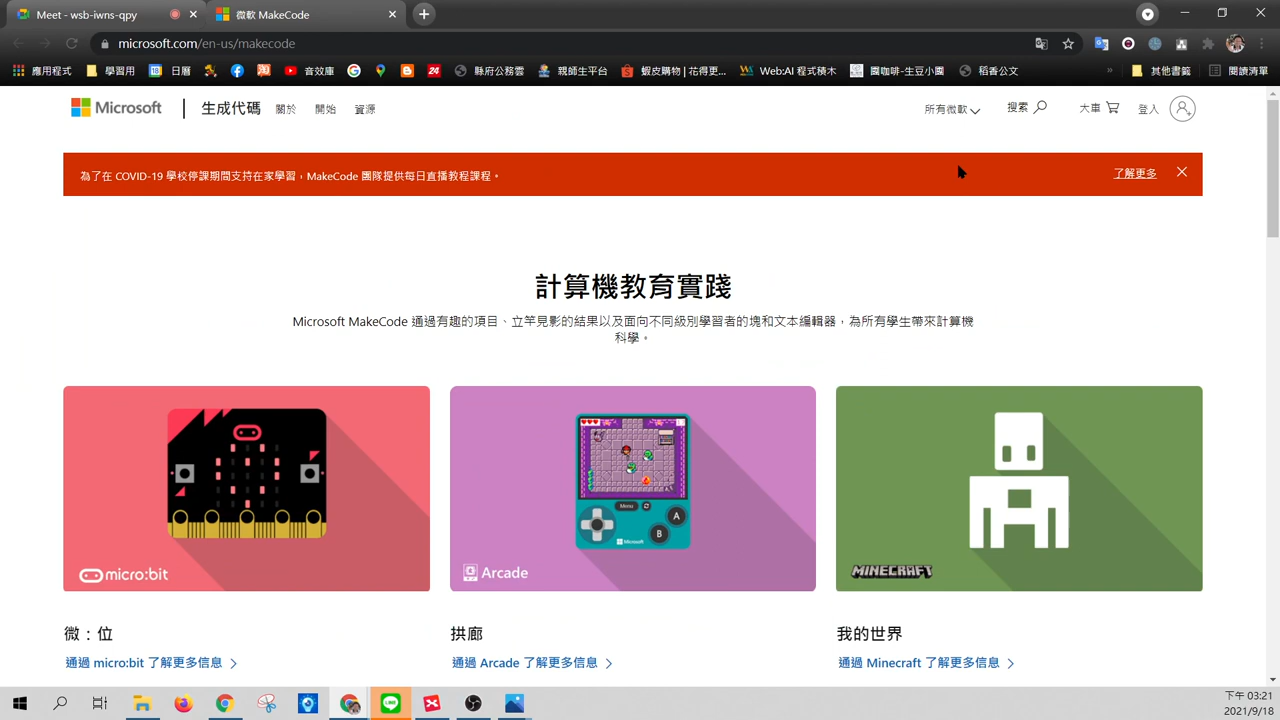 Meet - wsb-iwns-qpy
微軟 MakeCode
microsoft.com/en-us/makecode
應用程式
學習用
日曆
淘
音效庫
24
縣府公務雲
親師生平台
蝦皮購物 | 花得更...
Web:AI 程式積木
國咖啡-生豆小園
稻香公文
»
其他書籤
閱讀清單
Microsoft
生成代碼
關於
開始
資源
所有微軟
搜索
大車
登入
為了在 COVID-19 學校停課期間支持在家學習，MakeCode 團隊提供每日直播教程課程。
了解更多
計算機教育實踐
Microsoft MakeCode 通過有趣的項目、立竿見影的結果以及面向不同級別學習者的塊和文本編輯器，為所有學生帶來計算機
科學。
micro:bit
Menu
A
B
Microsoft
Arcade
MINECRAFT
微：位
拱廊
我的世界
通過 micro:bit 了解更多信息
通過 Arcade 了解更多信息
通過 Minecraft 了解更多信息
LINE
下午 03:21
2021/9/18